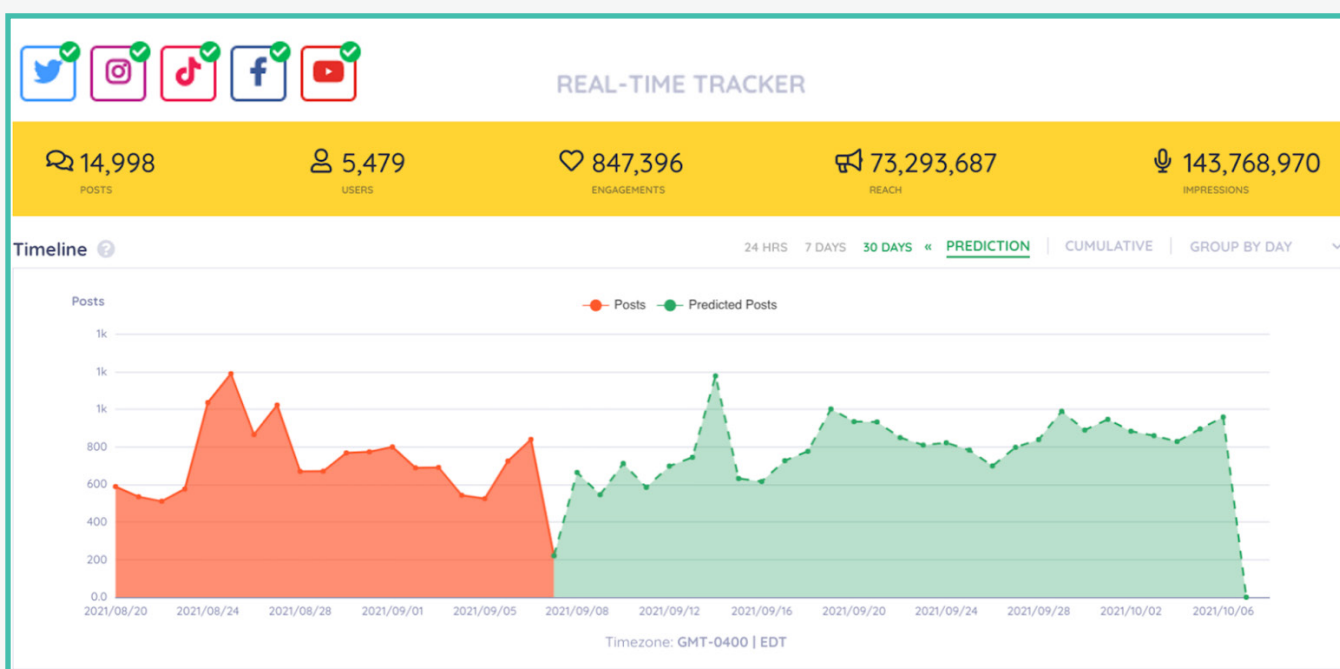 REAL-TIME TRACKER
14,998 5,479 847,396 73,293,687 143,768,970
POSTS USERS ENGAGEMENTS REACH IMPRESSIONS
Timeline ? 24 HRS 7 DAYS 30 DAYS « PREDICTION | CUMULATIVE | GROUP BY DAY
Posts
Posts Predicted Posts
1k
1k
1k
800
600
400
200
0.0
2021/08/20 2021/08/24 2021/08/28 2021/09/01 2021/09/05 2021/09/08 2021/09/12 2021/09/16 2021/09/20 2021/09/24 2021/09/28 2021/10/02 2021/10/06
Timezone: GMT-0400 | EDT